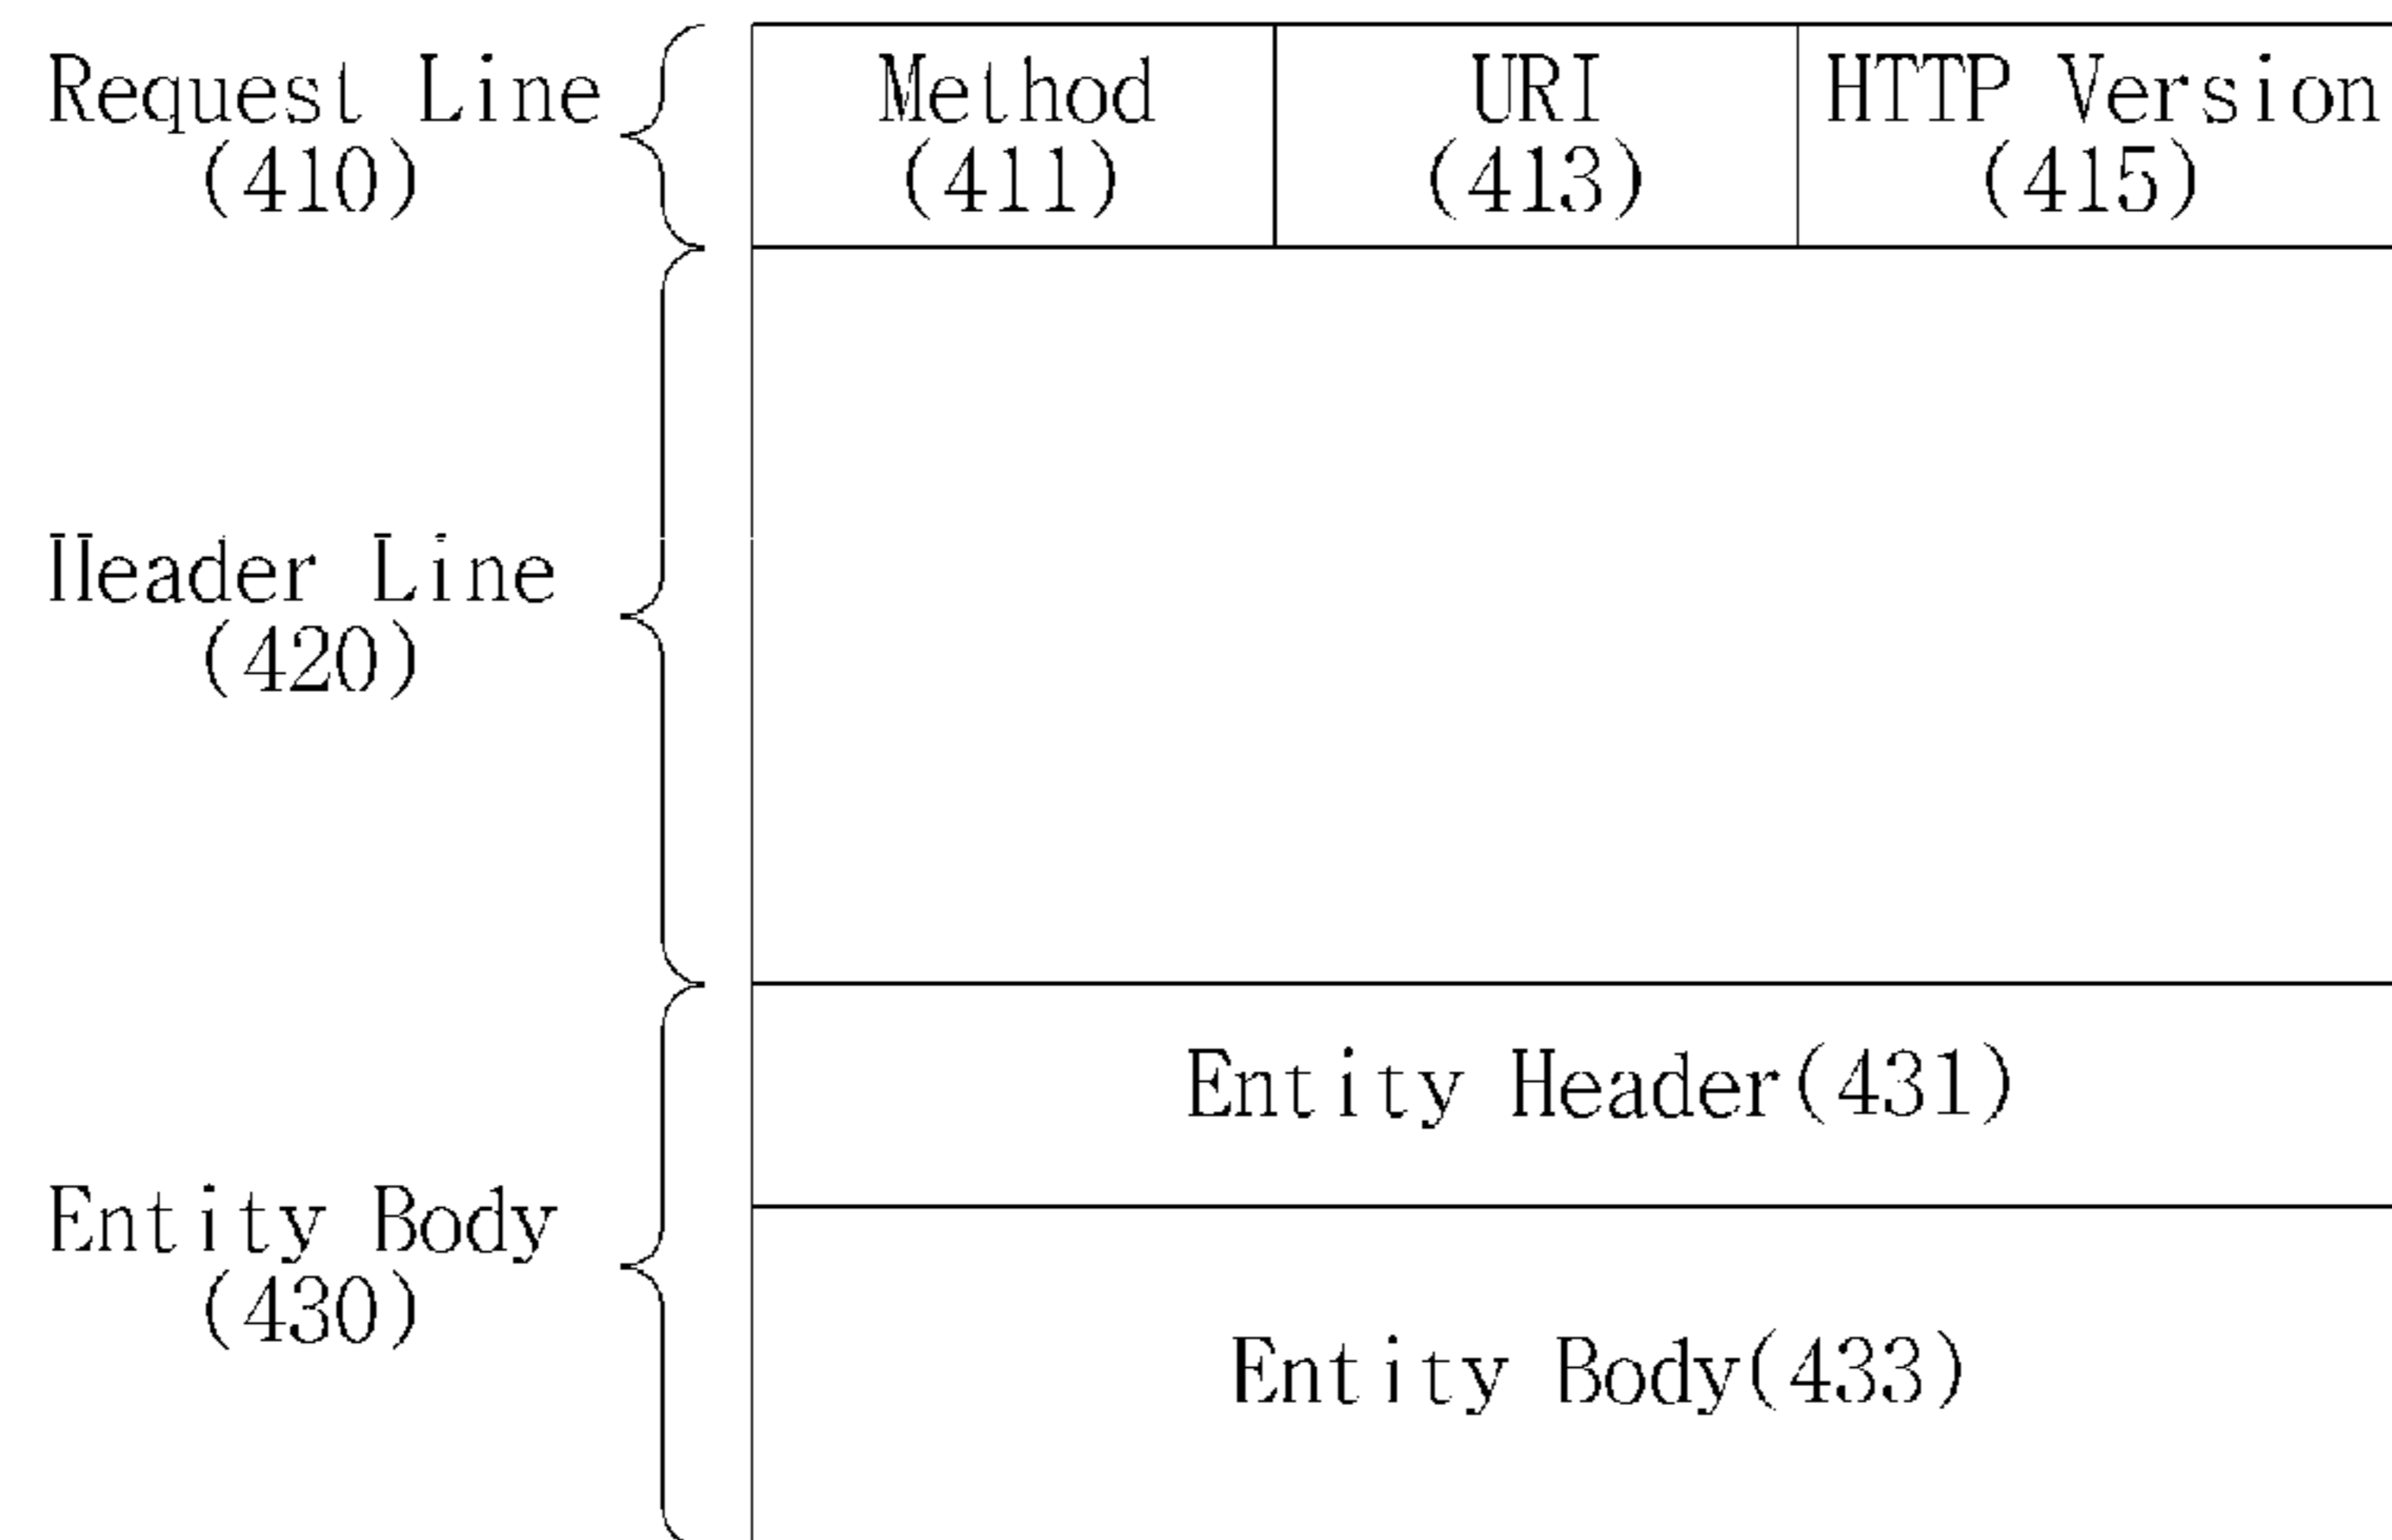 Request Line
(410)
Method
(411)
URI
(413)
HTTP Version
(415)
Header Line
(420)
Entity Header(431)
Entity Body
(430)
Entity Body(433)